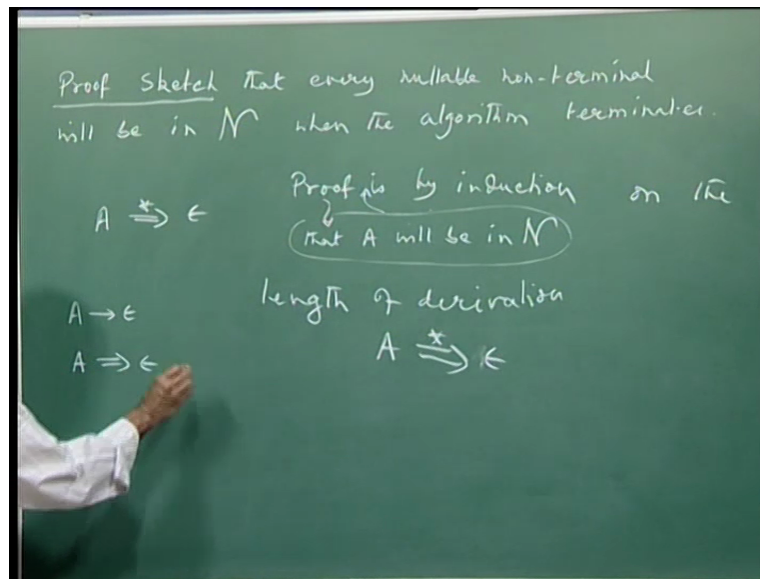 Proof Sketch that every nullable non-terminal
will be in N when the algorithm terminates.
Proof is by induction on the
A *⇒ ε
that A will be in N
length of derivation
A → ε
A *⇒ ε
A ⇒ ε